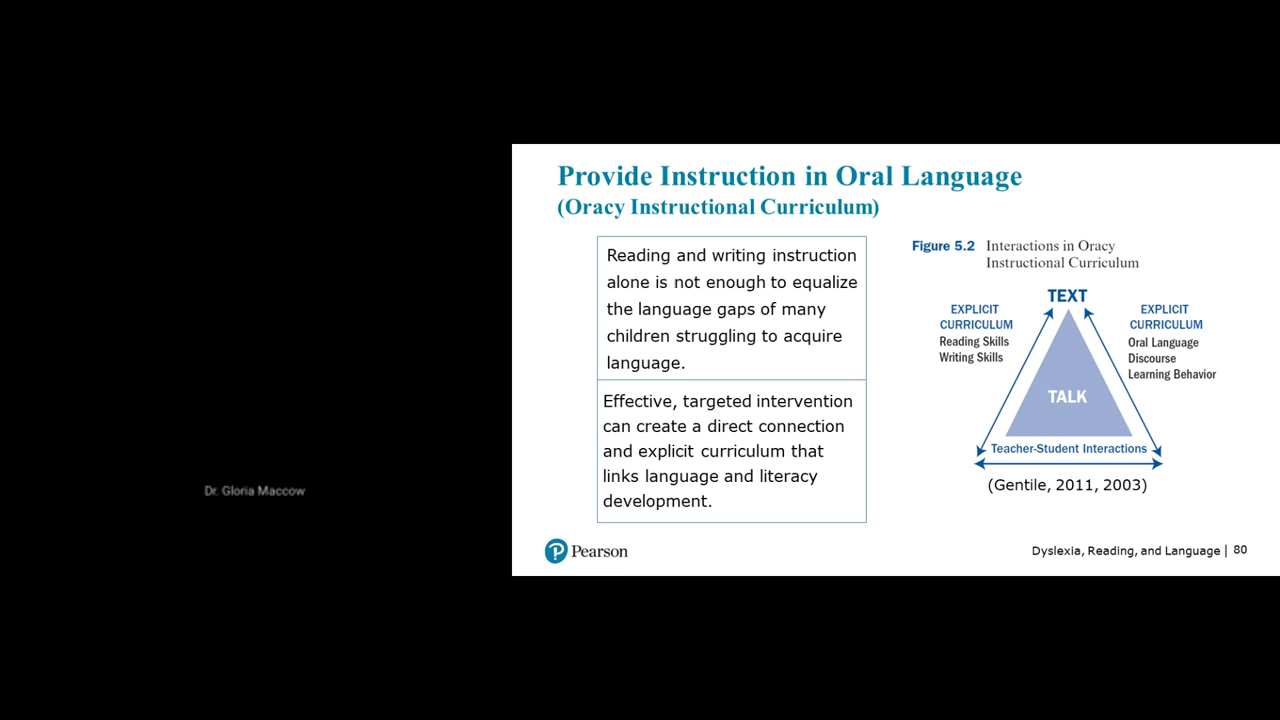 Dr. Gloria Maccow
Provide Instruction in Oral Language
(Oracy Instructional Curriculum)
Reading and writing instruction
alone is not enough to equalize
the language gaps of many
children struggling to acquire
language.
Effective, targeted intervention
can create a direct connection
and explicit curriculum that
links language and literacy
development.
Figure 5.2 Interactions in Oracy
Instructional Curriculum
TEXT
EXPLICIT
CURRICULUM
Reading Skills
Writing Skills
EXPLICIT
CURRICULUM
Oral Language
Discourse
Learning Behavior
TALK
Teacher-Student Interactions
(Gentile, 2011, 2003)
Pearson
Dyslexia, Reading, and Language | 80